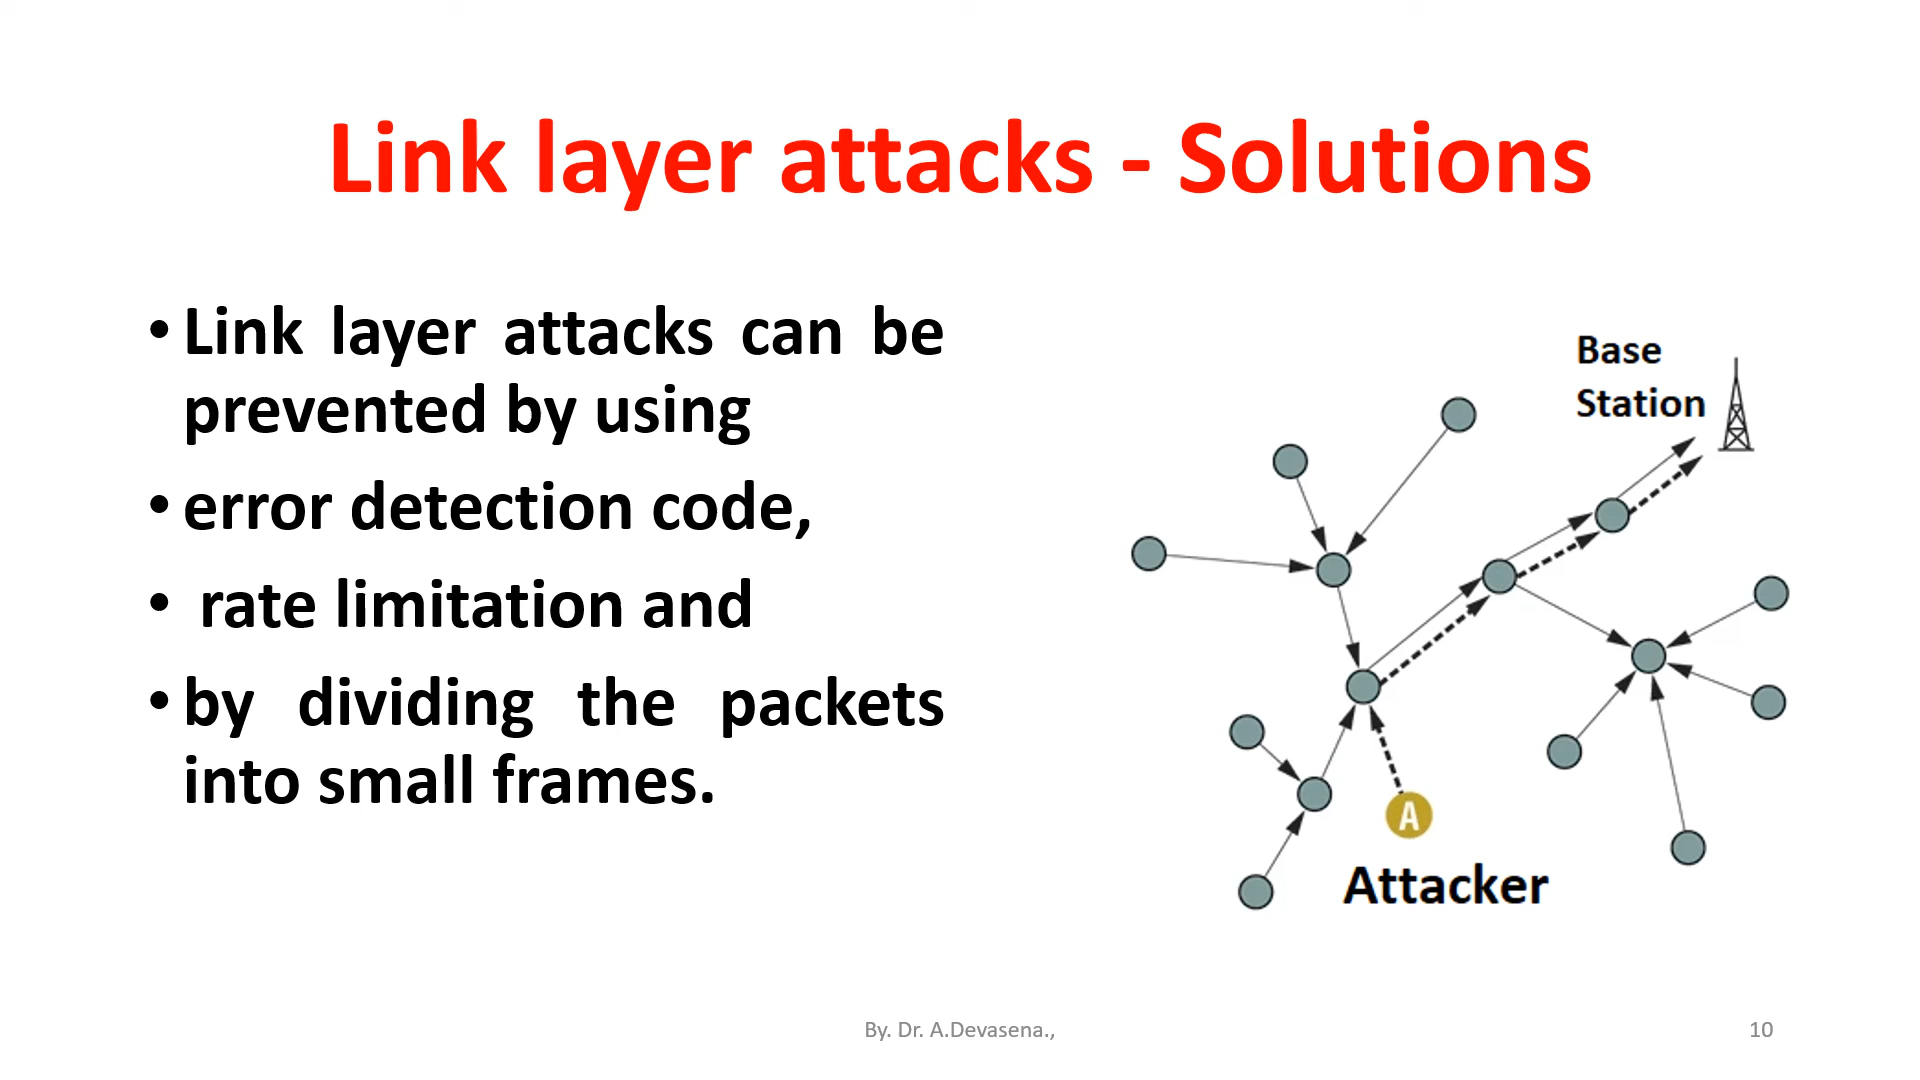 Link layer attacks - Solutions
• Link layer attacks can be
prevented by using
• error detection code,
• rate limitation and
• by dividing the packets
into small frames.
Base
Station
A
Attacker
By. Dr. A.Devasena.,
10